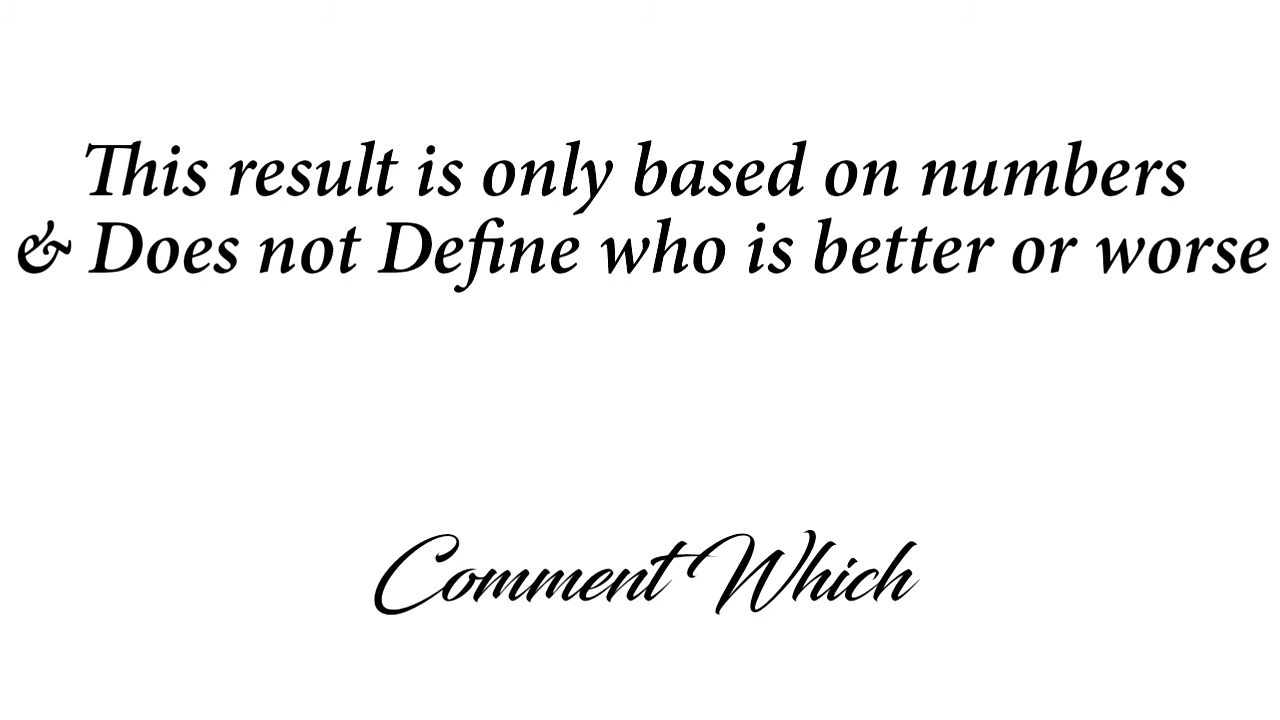 This result is only based on numbers
& Does not Define who is better or worse
Comment Which